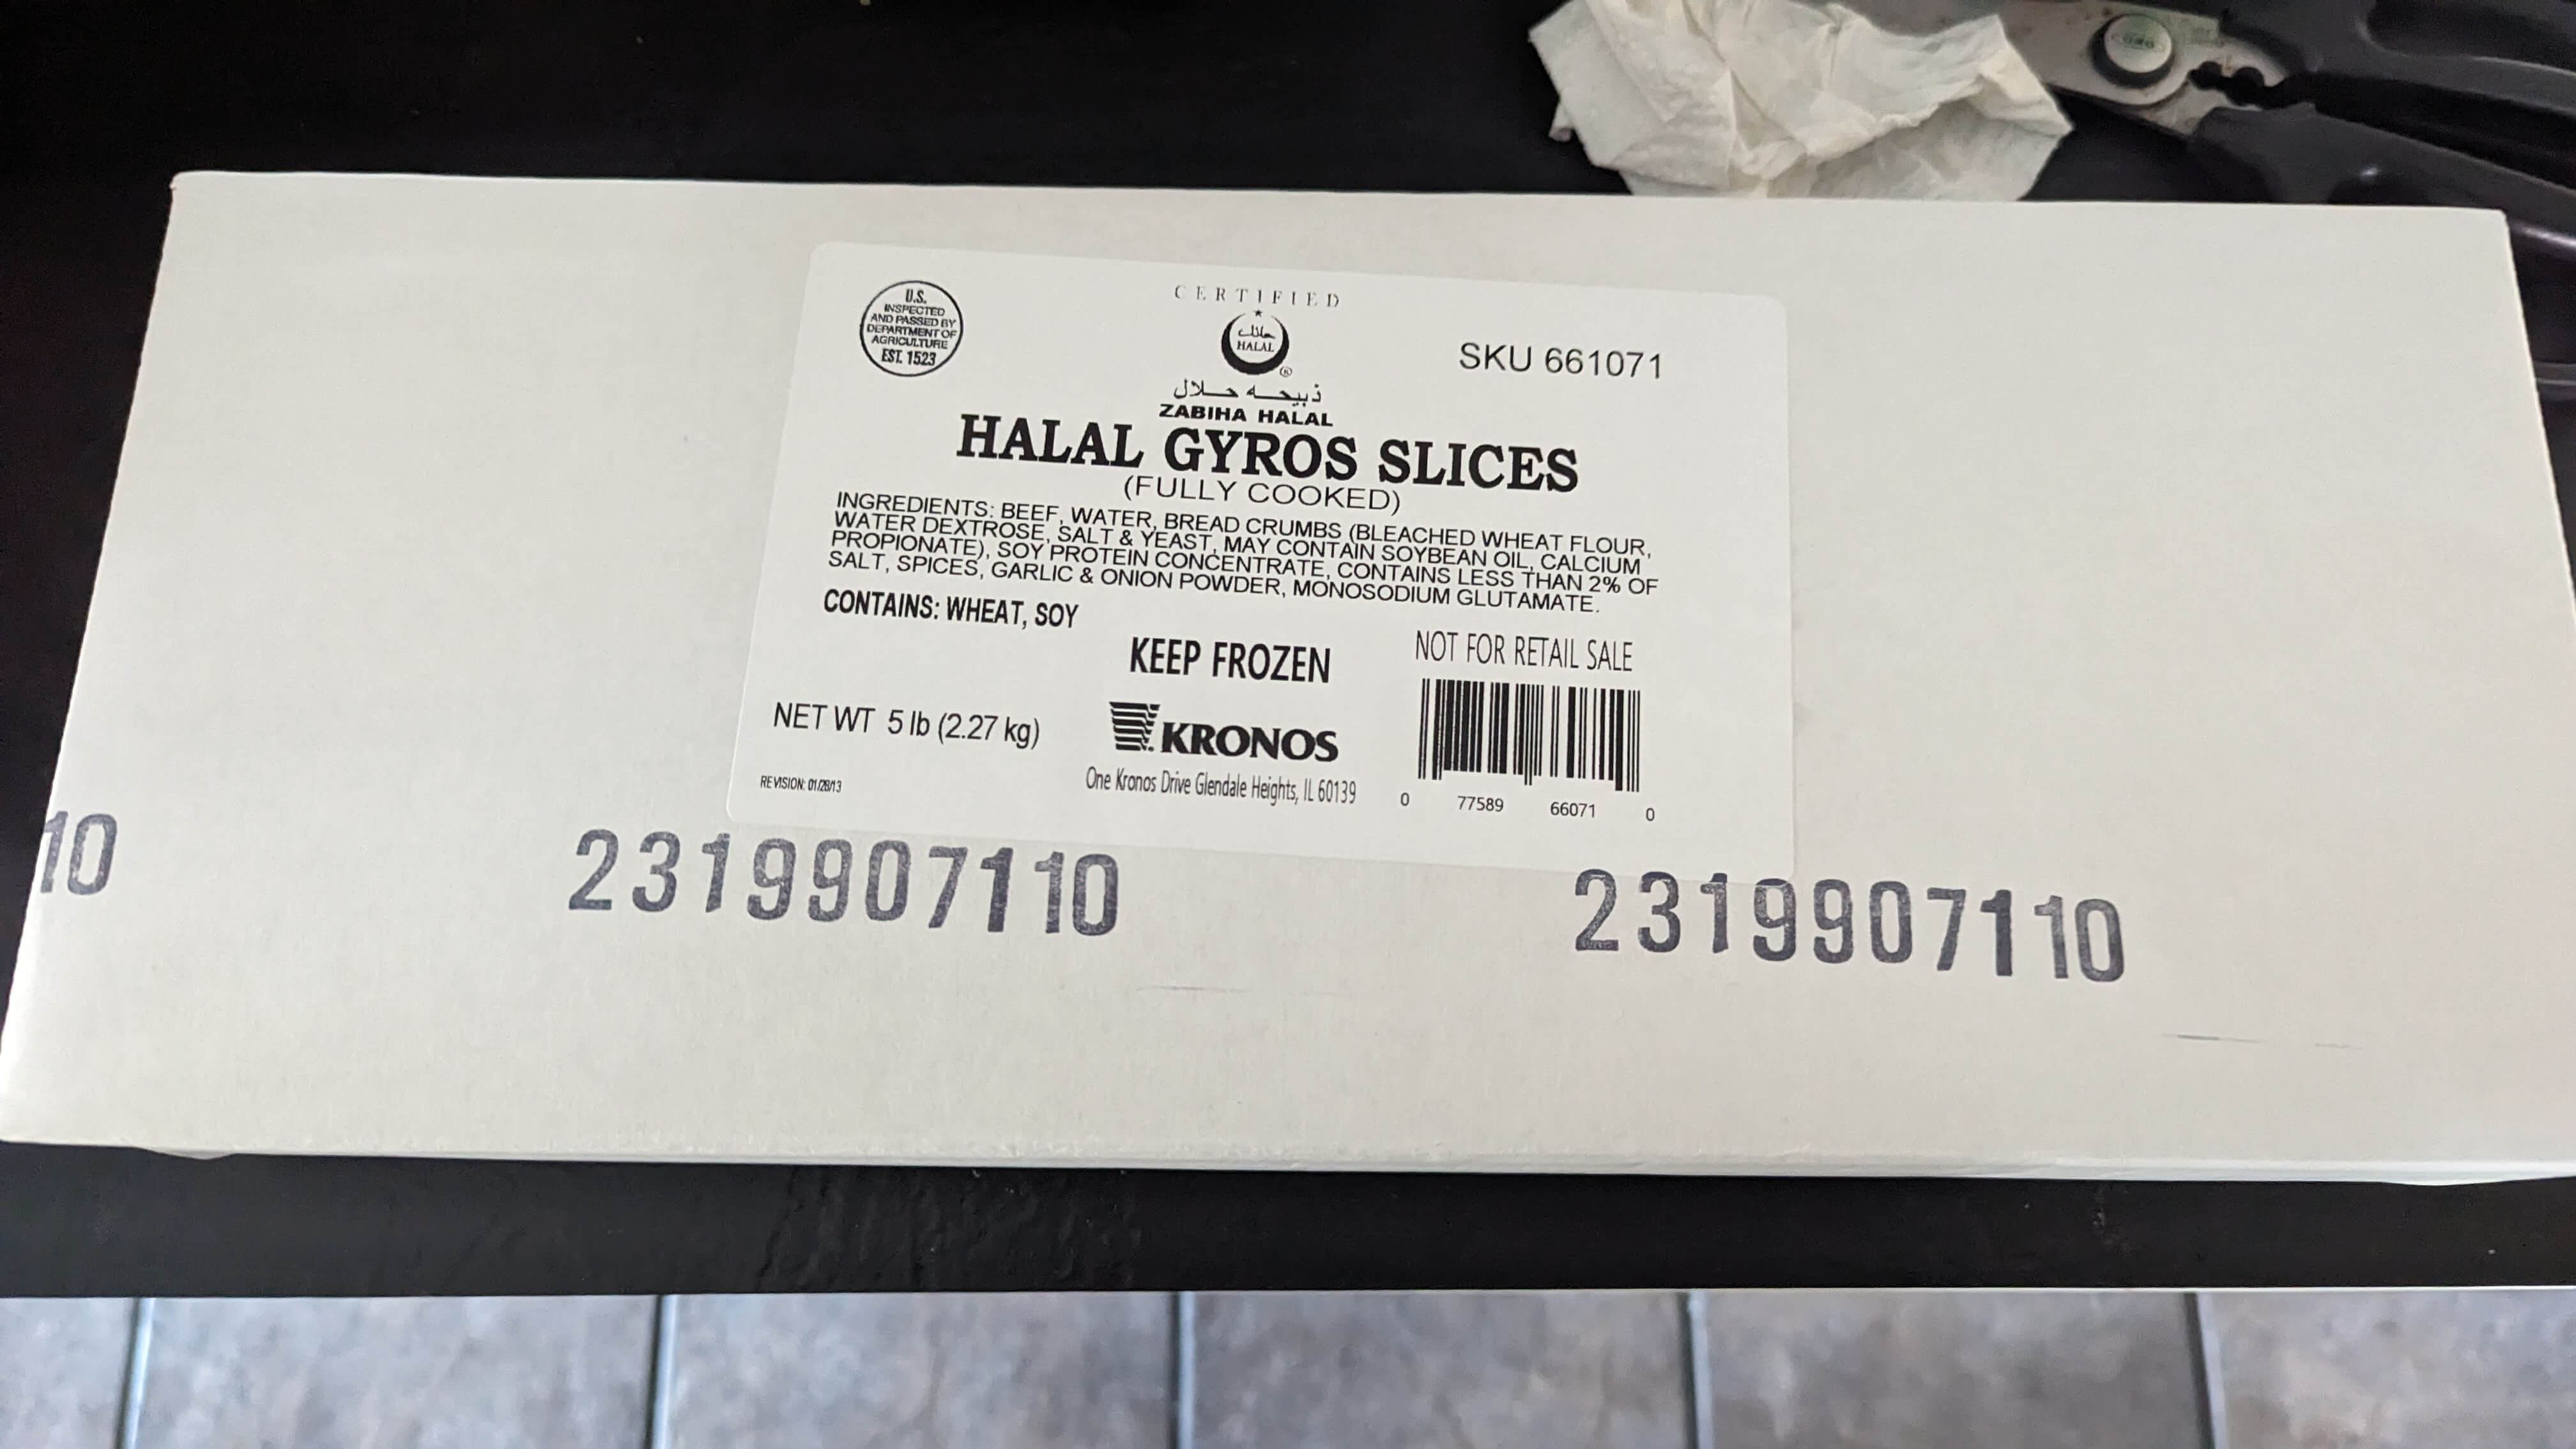 U.S.
INSPECTED
AND PASSED BY
DEPARTMENT OF
AGRICULTURE
EST. 1523
CERTIFIED
حلال
HALAL
®
ذبيحه حلال
ZABIHA HALAL
SKU 661071
HALAL GYROS SLICES
(FULLY COOKED)
INGREDIENTS: BEEF, WATER, BREAD CRUMBS (BLEACHED WHEAT FLOUR,
WATER DEXTROSE, SALT & YEAST, MAY CONTAIN SOYBEAN OIL, CALCIUM
PROPIONATE), SOY PROTEIN CONCENTRATE, CONTAINS LESS THAN 2% OF
SALT, SPICES, GARLIC & ONION POWDER, MONOSODIUM GLUTAMATE.
CONTAINS: WHEAT, SOY
KEEP FROZEN
NOT FOR RETAIL SALE
NET WT 5 lb (2.27 kg)
KRONOS
One Kronos Drive Glendale Heights, IL 60139
REVISION: 01/28/13
0 77589 66071 0
10
2319907110
2319907110